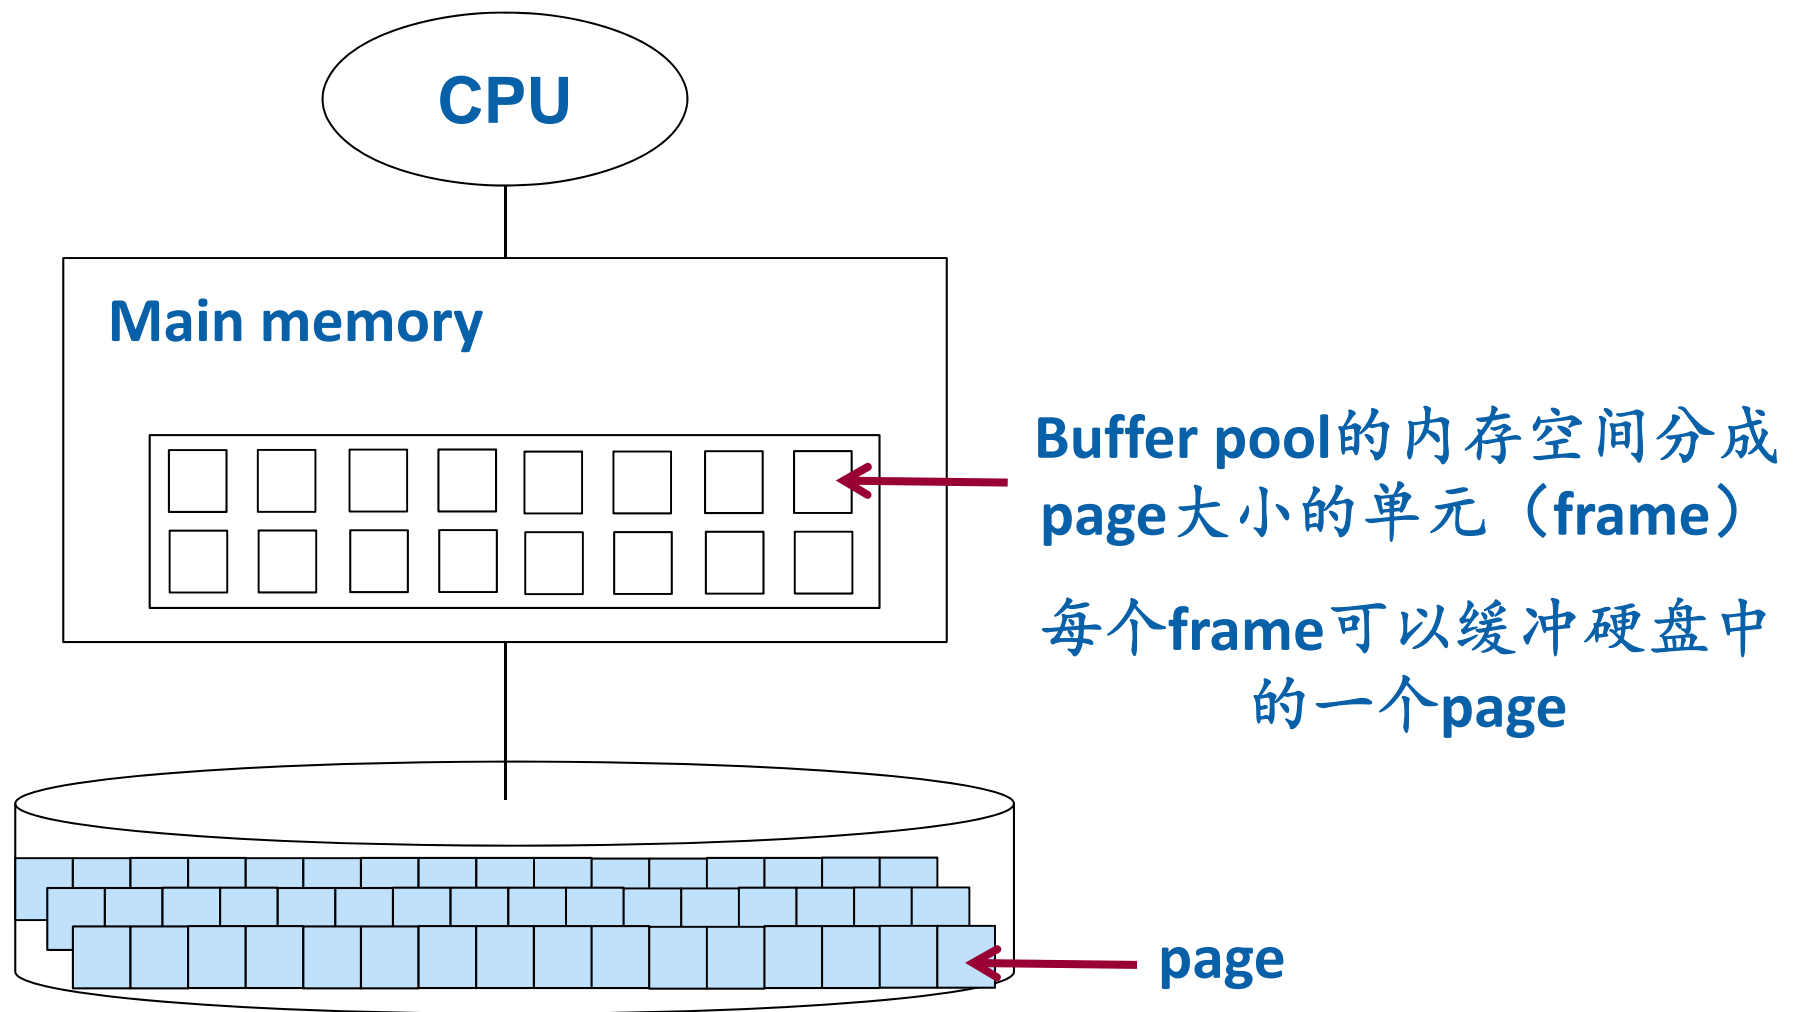 CPU
Main memory
Buffer pool的内存空间分成
page大小的单元（frame）
每个frame可以缓冲硬盘中
的一个page
page